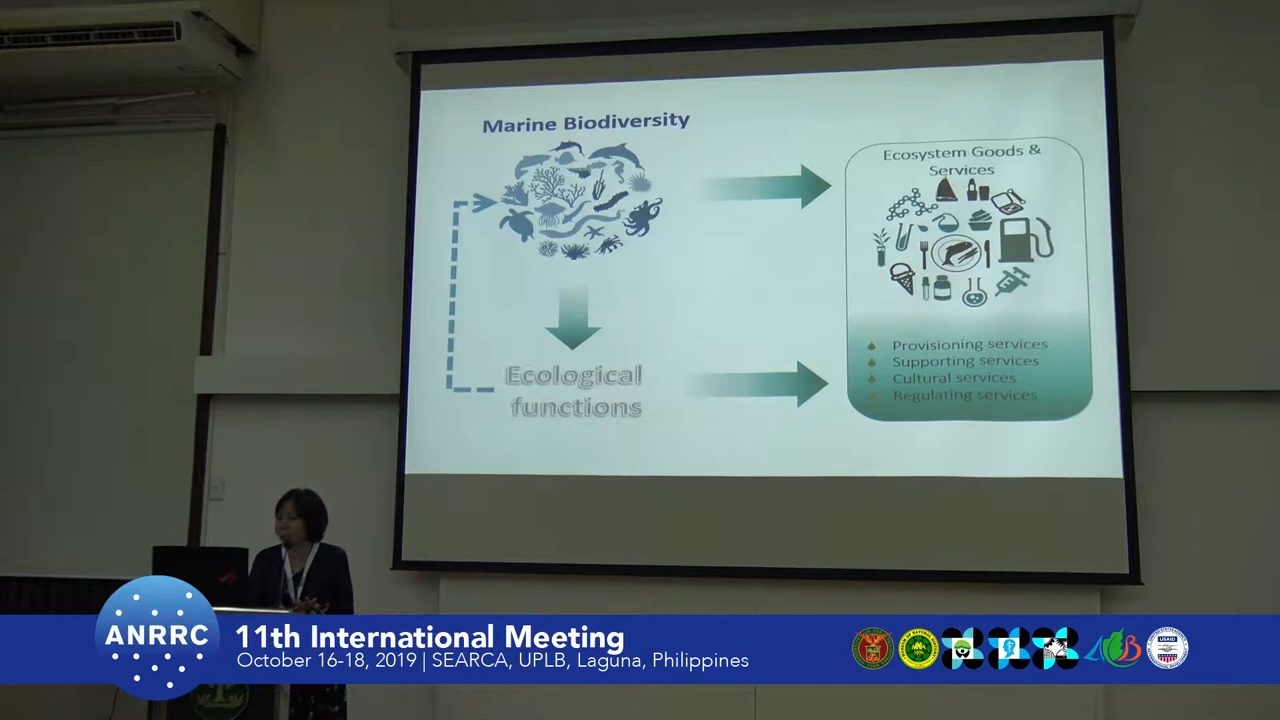 Marine Biodiversity
Ecosystem Goods &
Services
Ecological
functions
Provisioning services
Supporting services
Cultural services
Regulating services
ANRRC
11th International Meeting
October 16-18, 2019 | SEARCA, UPLB, Laguna, Philippines
USAID